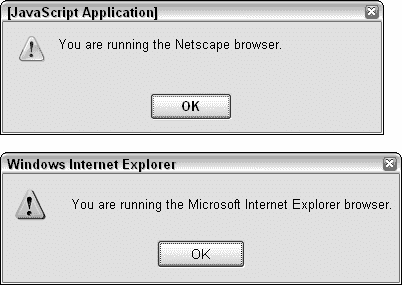 [JavaScript Application]
You are running the Netscape browser.
OK
Windows Internet Explorer
You are running the Microsoft Internet Explorer browser.
OK